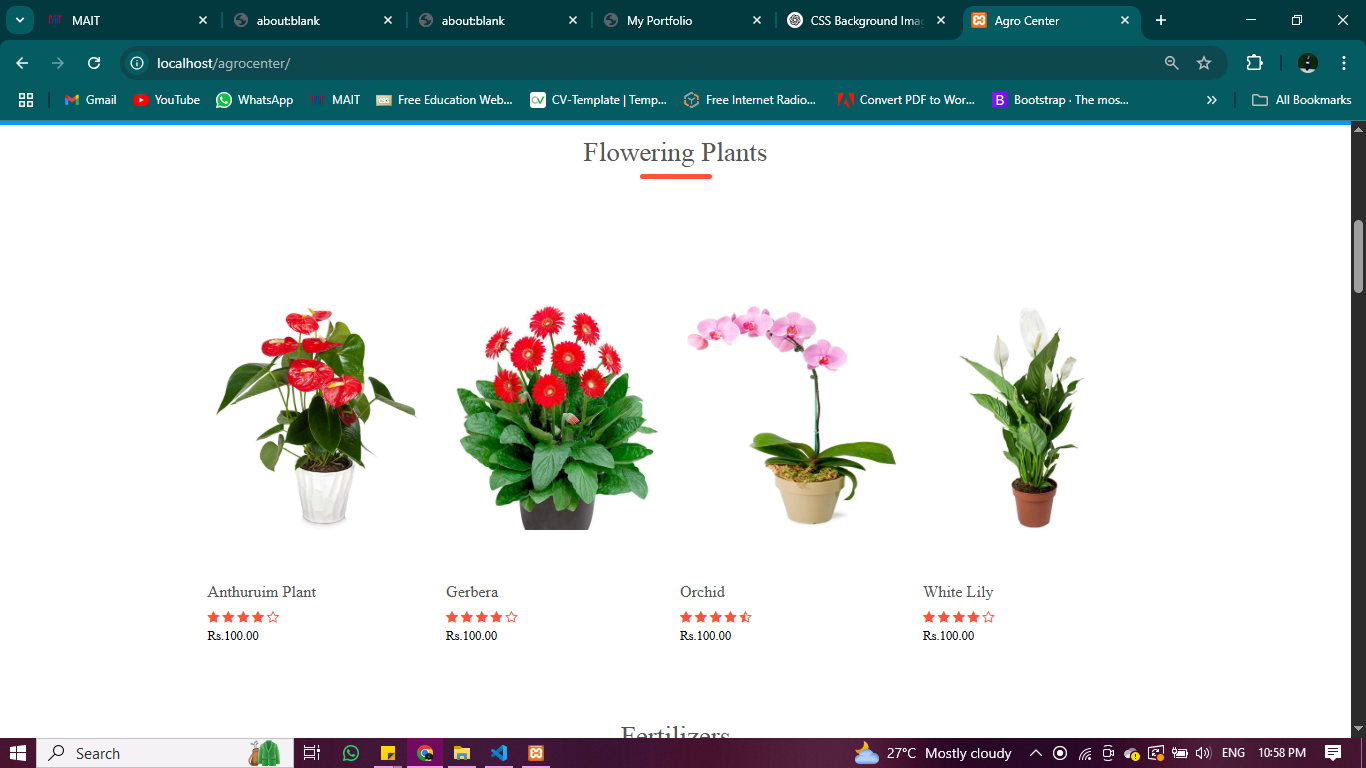 MAIT
about:blank
about:blank
My Portfolio
CSS Background Imag
Agro Center
localhost/agrocenter/
Gmail
YouTube
WhatsApp
MAIT
Free Education Web...
CV-Template | Temp...
Free Internet Radio...
Convert PDF to Wor...
Bootstrap · The mos...
All Bookmarks
Flowering Plants
Anthuruim Plant
Gerbera
Orchid
White Lily
Rs.100.00
Rs.100.00
Rs.100.00
Rs.100.00
Fertilizers
Search
27°C Mostly cloudy
ENG
10:58 PM